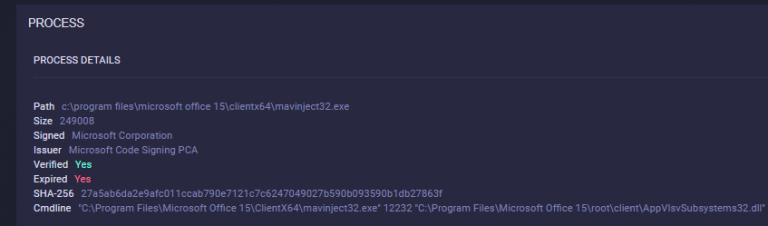 PROCESS
PROCESS DETAILS
Path c:\program files\microsoft office 15\clientx64\mavinject32.exe
Size 249008
Signed Microsoft Corporation
Issuer Microsoft Code Signing PCA
Verified Yes
Expired Yes
SHA-256 27a5ab6da2e9afc011ccab790e7121c7c6247049027b590b093590b1db27863f
Cmdline "C:\Program Files\Microsoft Office 15\ClientX64\mavinject32.exe" 12232 "C:\Program Files\Microsoft Office 15\root\client\AppVIsvSubsystems32.dll"